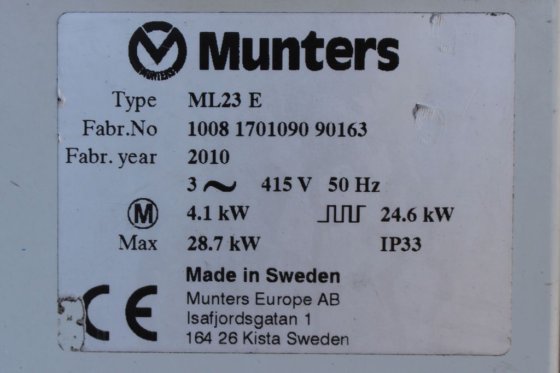 Munters
MUNTERS
Type ML23 E
Fabr.No 1008 1701090 90163
Fabr. year 2010
3 ~ 415 V 50 Hz
M 4.1 kW 24.6 kW
Max 28.7 kW IP33
Made in Sweden
Munters Europe AB
Isafjordsgatan 1
164 26 Kista Sweden
CE